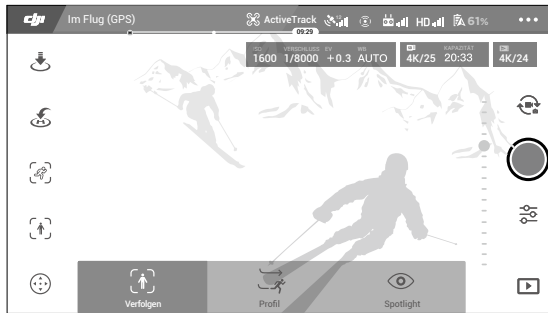 dji Im Flug (GPS) ActiveTrack HD 61%
09:29
ISO VERSCHLUSS EV WB KAPAZITÄT
1600 1/8000 +0.3 AUTO 4K/25 20:33 4K/24
Verfolgen Profil Spotlight